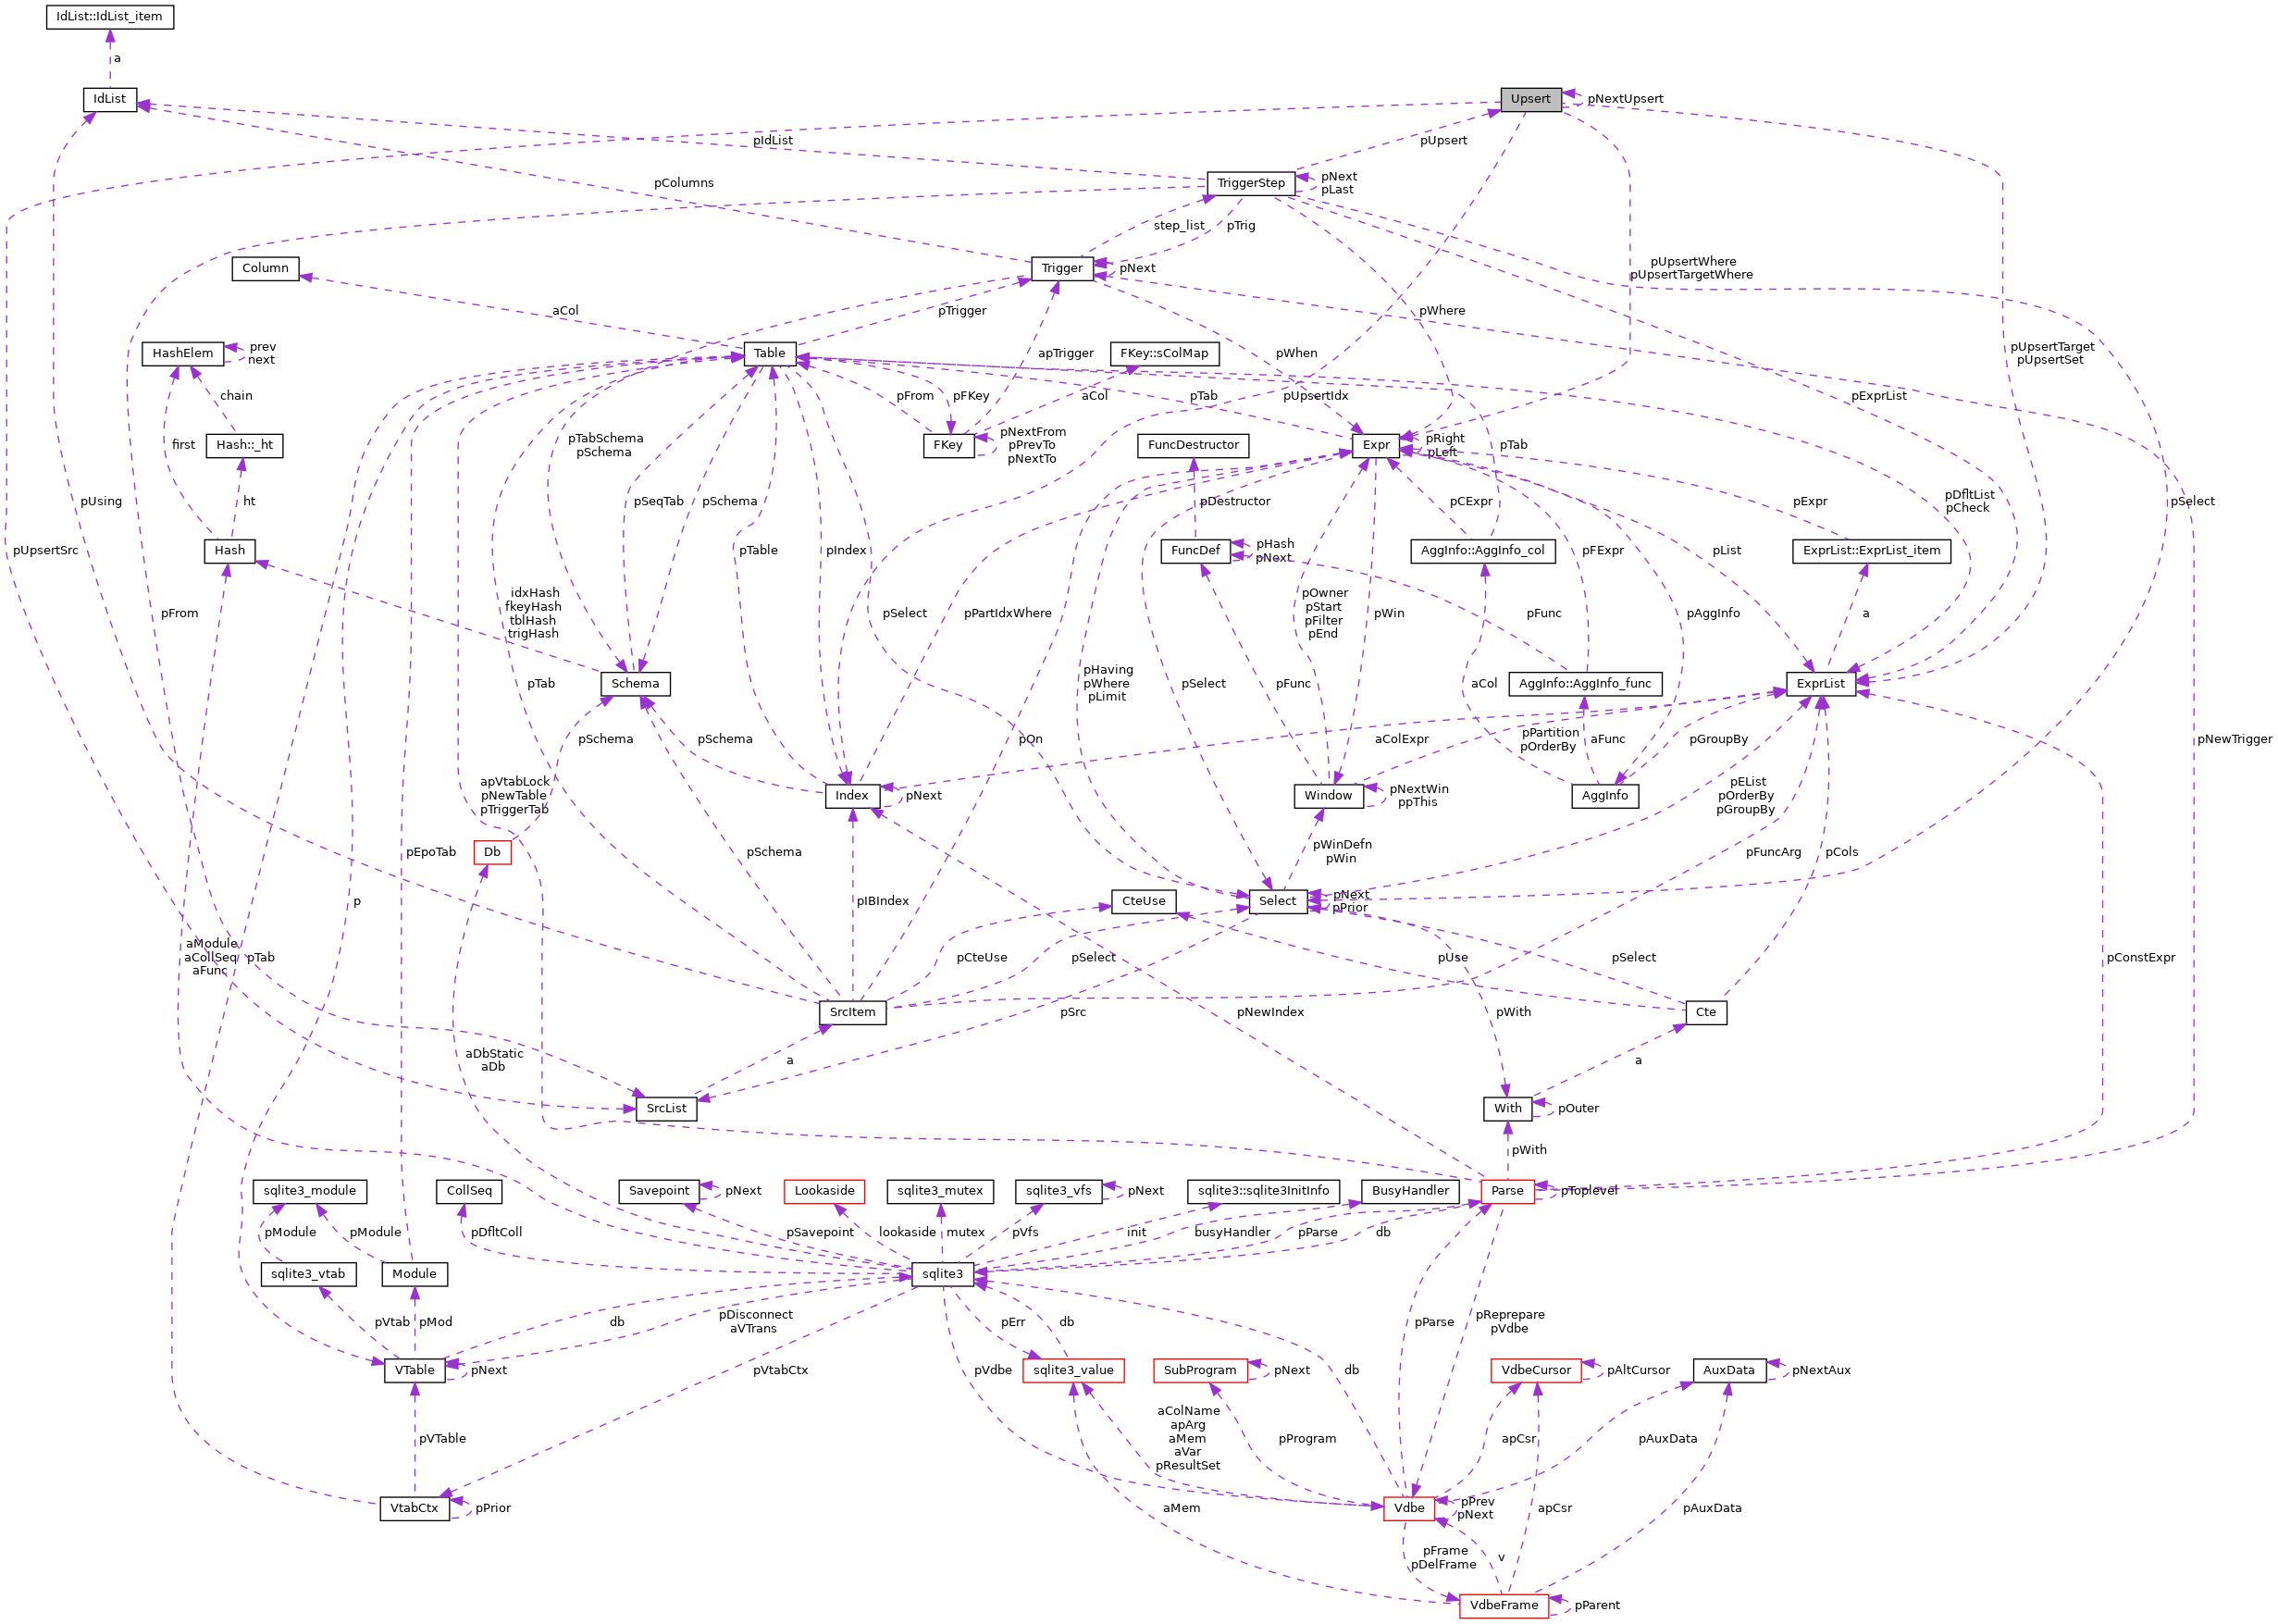 IdList::IdList_item
a
IdList
Upsert
pNextUpsert
pIdList
pUpsert
TriggerStep
pNext
pLast
pColumns
step_list
pTrig
Column
Trigger
pNext
pUpsertWhere
pUpsertTargetWhere
aCol
pTrigger
pWhere
HashElem
prev
next
Table
apTrigger
FKey::sColMap
pWhen
pUpsertTarget
pUpsertSet
chain
pFrom
pFKey
aCol
pTab
pUpsertIdx
pExprList
first
Hash::_ht
pTabSchema
pSchema
FKey
pNextFrom
pPrevTo
pNextTo
FuncDestructor
Expr
pRight
pLeft
pTab
pUsing
ht
pSeqTab
pSchema
pDestructor
pCExpr
pExpr
pDfltList
pCheck
pSelect
pUpsertSrc
Hash
pTable
pIndex
FuncDef
pHash
pNext
AggInfo::AggInfo_col
pFExpr
pList
ExprList::ExprList_item
pFrom
idxHash
fkeyHash
tblHash
trigHash
pSelect
pPartIdxWhere
pOwner
pStart
pFilter
pEnd
pWin
pFunc
pAggInfo
a
pTab
Schema
pHaving
pWhere
pLimit
pSelect
pFunc
aCol
AggInfo::AggInfo_func
ExprList
pSchema
pSchema
pOn
aColExpr
pPartition
pOrderBy
aFunc
pGroupBy
pNewTrigger
apVtabLock
pNewTable
pTriggerTab
Index
pNext
Window
pNextWin
ppThis
AggInfo
pEList
pOrderBy
pGroupBy
pEpoTab
Db
pSchema
pWinDefn
pWin
pFuncArg
pCols
p
pIBIndex
CteUse
Select
pNext
pPrior
aModule
aCollSeq
aFunc
pTab
pCteUse
pSelect
pUse
pSelect
pConstExpr
SrcItem
pSrc
pNewIndex
pWith
Cte
aDbStatic
aDb
a
a
SrcList
With
pOuter
pWith
sqlite3_module
CollSeq
Savepoint
pNext
Lookaside
sqlite3_mutex
sqlite3_vfs
pNext
sqlite3::sqlite3InitInfo
BusyHandler
Parse
pToplevel
pModule
pModule
pDfltColl
pSavepoint
lookaside
mutex
pVfs
init
busyHandler
pParse
db
sqlite3_vtab
Module
sqlite3
pVtab
pMod
db
pDisconnect
aVTrans
pErr
db
pParse
pReprepare
pVdbe
VTable
pNext
pVtabCtx
pVdbe
sqlite3_value
SubProgram
pNext
db
VdbeCursor
pAltCursor
AuxData
pNextAux
pVTable
aColName
apArg
aMem
aVar
pResultSet
pProgram
apCsr
pAuxData
VtabCtx
pPrior
aMem
Vdbe
pPrev
pNext
apCsr
pAuxData
pFrame
pDelFrame
v
VdbeFrame
pParent